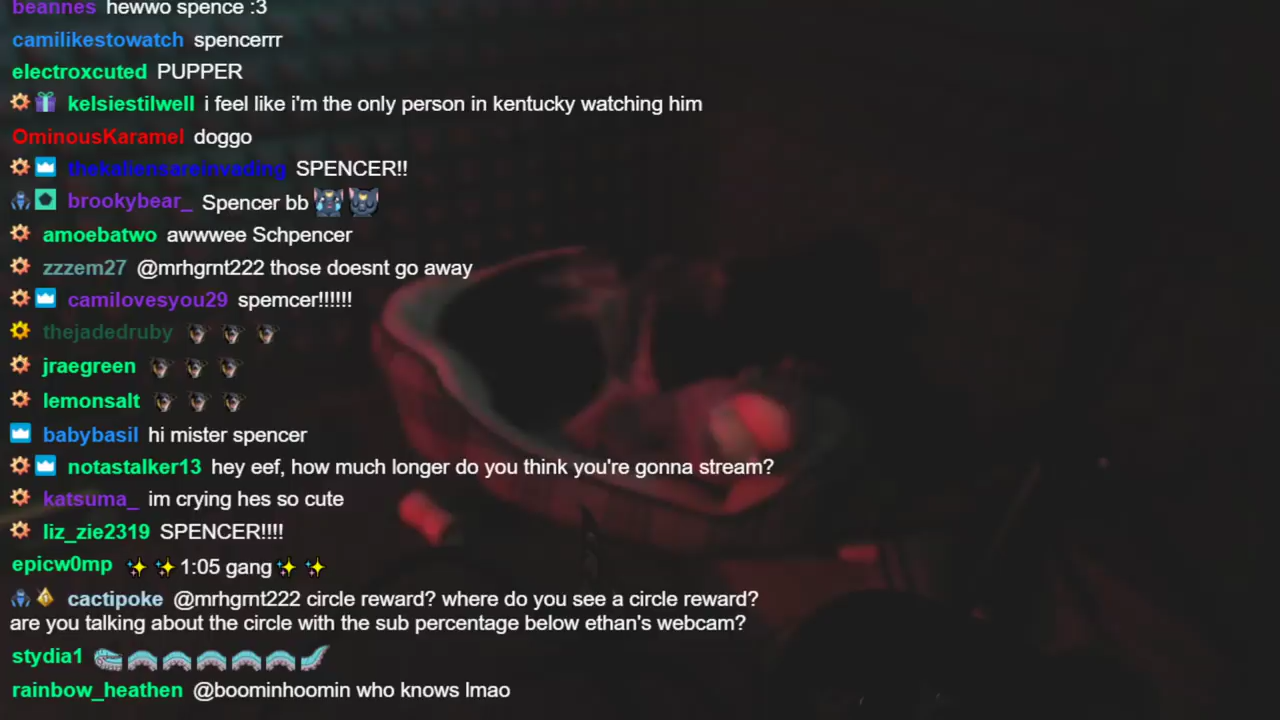 beannes hewwo spence :3
camilikestowatch spencerrr
electroxcuted PUPPER
kelsiestilwell i feel like i'm the only person in kentucky watching him
OminousKaramel doggo
thekaliensareinvading SPENCER!!
brookybear_ Spencer bb
amoebatwo awwwee Schpencer
zzzem27 @mrhgrnt222 those doesnt go away
camilovesyou29 spemcer!!!!!!
thejadedruby
jraegreen
lemonsalt
babybasil hi mister spencer
notastalker13 hey eef, how much longer do you think you're gonna stream?
katsuma_ im crying hes so cute
liz_zie2319 SPENCER!!!!
epicw0mp ✨ ✨ 1:05 gang ✨ ✨
cactipoke @mrhgrnt222 circle reward? where do you see a circle reward?
are you talking about the circle with the sub percentage below ethan's webcam?
stydia1
rainbow_heathen @boominhoomin who knows lmao